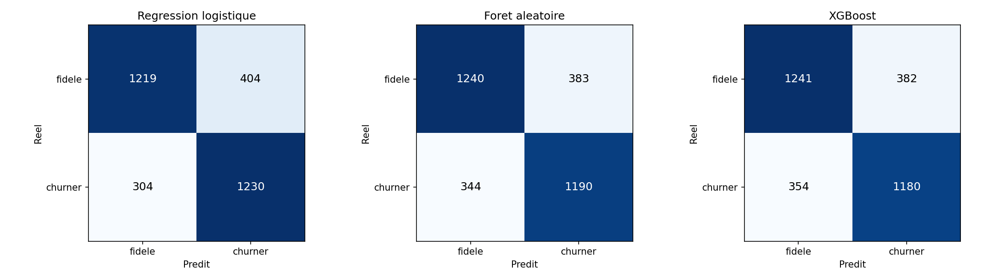 Regression logistique
fidele
1219
404
Reel
churner
304
1230
fidele
churner
Predit
Foret aleatoire
fidele
1240
383
Reel
churner
344
1190
fidele
churner
Predit
XGBoost
fidele
1241
382
Reel
churner
354
1180
fidele
churner
Predit